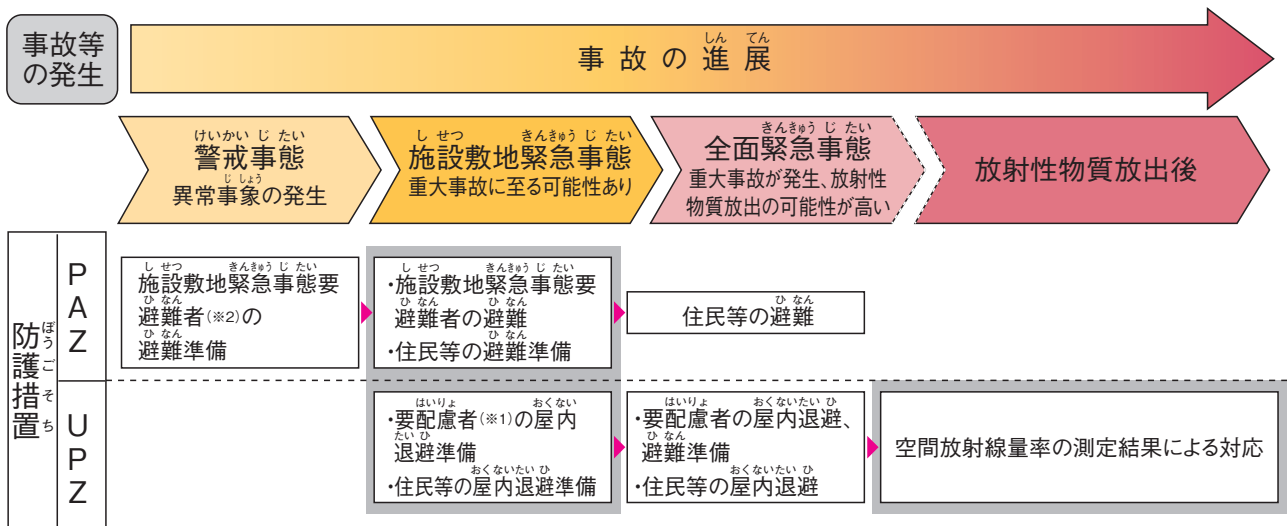 事故等
の発生
事故の進展
しん てん
けいかい じ たい
警戒事態
じ しょう
異常事象の発生
し せつ きんきゅう じ たい
施設敷地緊急事態
重大事故に至る可能性あり
きんきゅう じ たい
全面緊急事態
重大事故が発生、放射性
物質放出の可能性が高い
放射性物質放出後
防護措置
ぼう ご そ ち
PAZ
し せつ きんきゅう じ たい
施設敷地緊急事態要
ひ なん
避難者(※2)の
ひ なん
避難準備
し せつ きんきゅう じ たい
・施設敷地緊急事態要
ひ なん ひ なん
避難者の避難
ひ なん
・住民等の避難準備
ひ なん
住民等の避難
UPZ
はいりょ おくない
・要配慮者(※1)の屋内
たい ひ
退避準備
おくないたい ひ
・住民等の屋内退避準備
はいりょ おくないたい ひ
・要配慮者の屋内退避、
ひ なん
避難準備
おくないたい ひ
・住民等の屋内退避
空間放射線量率の測定結果による対応